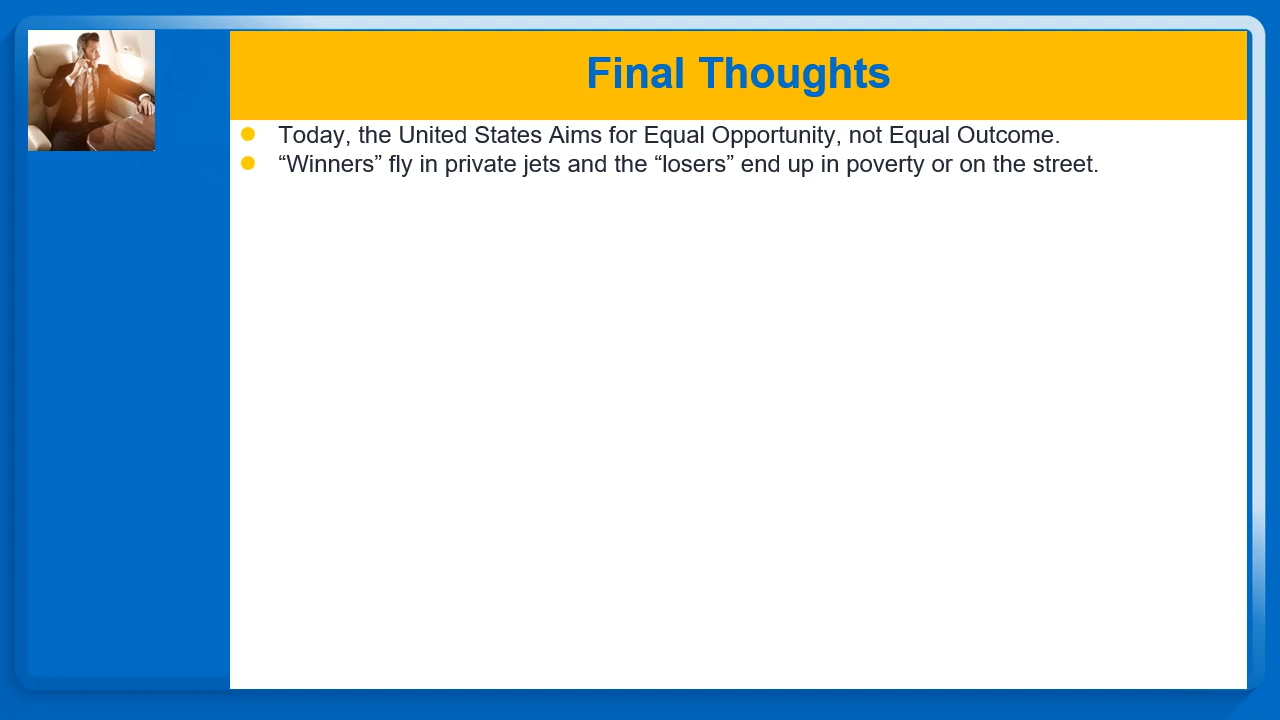 Final Thoughts
Today, the United States Aims for Equal Opportunity, not Equal Outcome.
“Winners” fly in private jets and the “losers” end up in poverty or on the street.